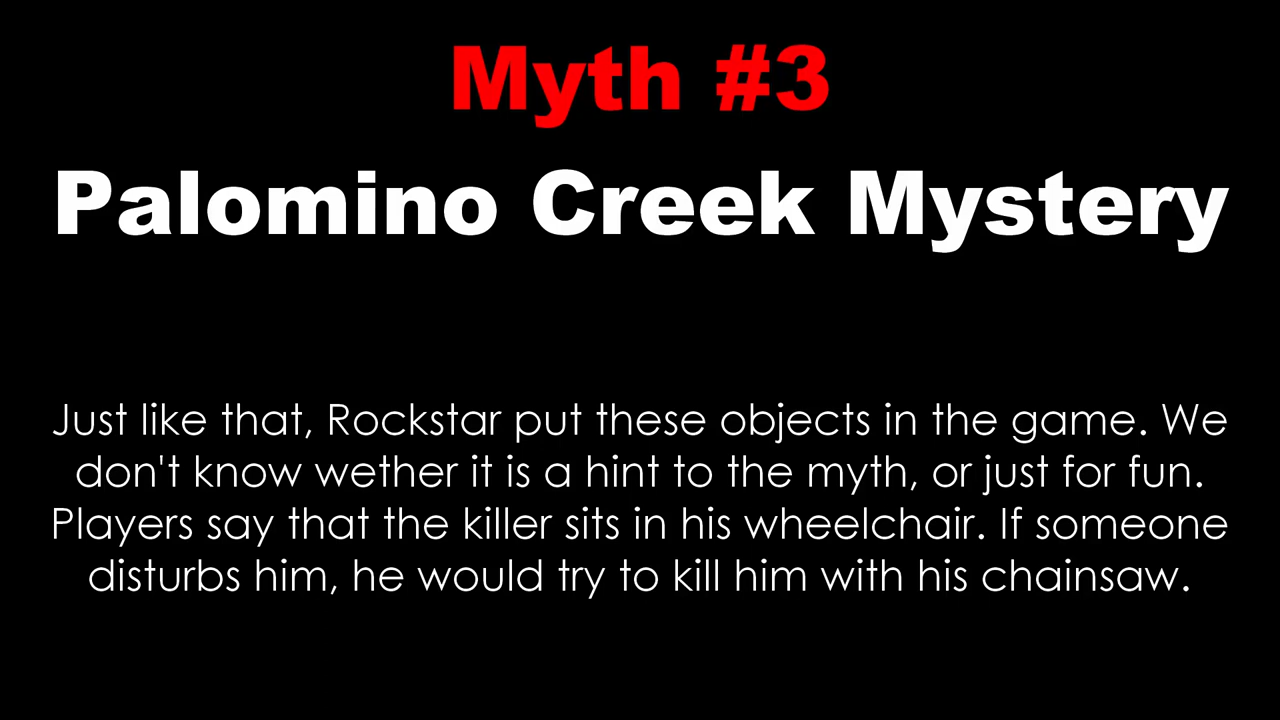 Myth #3
Palomino Creek Mystery
Just like that, Rockstar put these objects in the game. We
don't know wether it is a hint to the myth, or just for fun.
Players say that the killer sits in his wheelchair. If someone
disturbs him, he would try to kill him with his chainsaw.